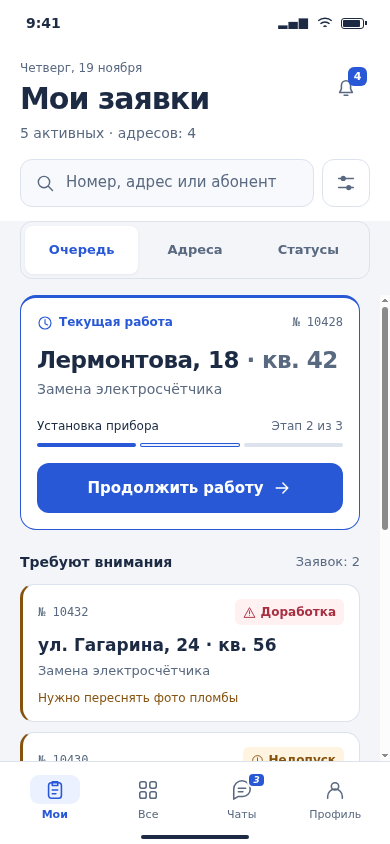 9:41
Четверг, 19 ноября
4
Мои заявки
5 активных · адресов: 4
Номер, адрес или абонент
Очередь Адреса Статусы
Текущая работа № 10428
Лермонтова, 18 · кв. 42
Замена электросчётчика
Установка прибора Этап 2 из 3
Продолжить работу →
Требуют внимания Заявок: 2
№ 10432 Доработка
ул. Гагарина, 24 · кв. 56
Замена электросчётчика
Нужно переснять фото пломбы
№ 10430 Недопуск
3
Мои Все Чаты Профиль